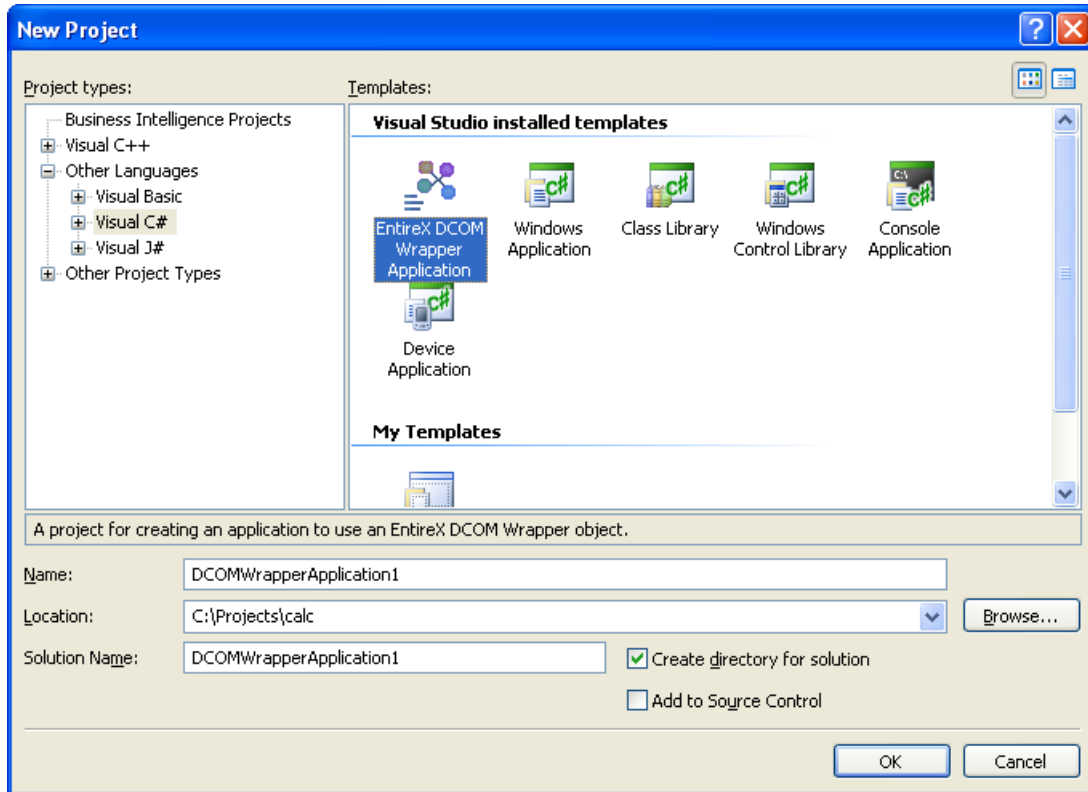 New Project
Project types:
Templates:
Business Intelligence Projects
Visual C++
Other Languages
Visual Basic
Visual C#
Visual J#
Other Project Types
Visual Studio installed templates
EntireX DCOM
Wrapper
Application
Windows
Application
Class Library
Windows
Control Library
Console
Application
Device
Application
My Templates
A project for creating an application to use an EntireX DCOM Wrapper object.
Name:
DCOMWrapperApplication1
Location:
C:\Projects\calc
Browse...
Solution Name:
DCOMWrapperApplication1
Create directory for solution
Add to Source Control
OK
Cancel